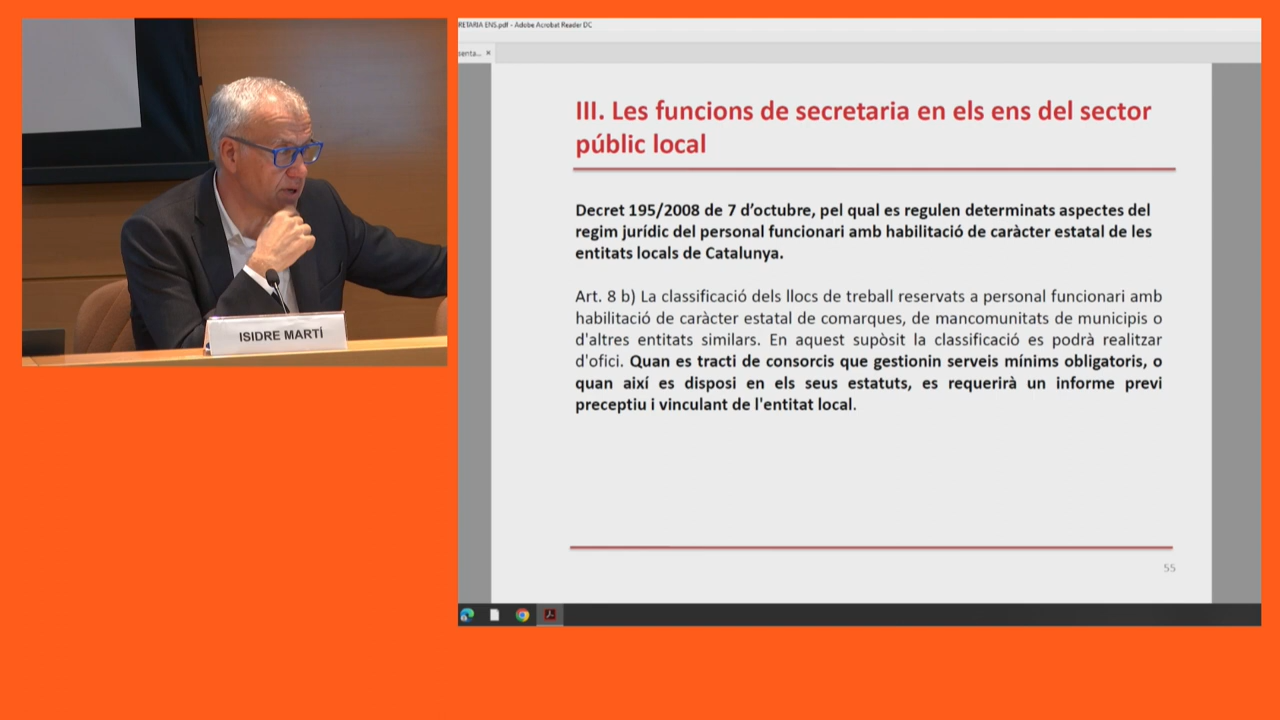 ISIDRE MARTÍ
RETARIA ENS.pdf - Adobe Acrobat Reader DC
senta... ×
III. Les funcions de secretaria en els ens del sector
públic local
Decret 195/2008 de 7 d'octubre, pel qual es regulen determinats aspectes del
regim jurídic del personal funcionari amb habilitació de caràcter estatal de les
entitats locals de Catalunya.
Art. 8 b) La classificació dels llocs de treball reservats a personal funcionari amb
habilitació de caràcter estatal de comarques, de mancomunitats de municipis o
d'altres entitats similars. En aquest supòsit la classificació es podrà realitzar
d'ofici. Quan es tracti de consorcis que gestionin serveis mínims obligatoris, o
quan així es disposi en els seus estatuts, es requerirà un informe previ
preceptiu i vinculant de l'entitat local.
55